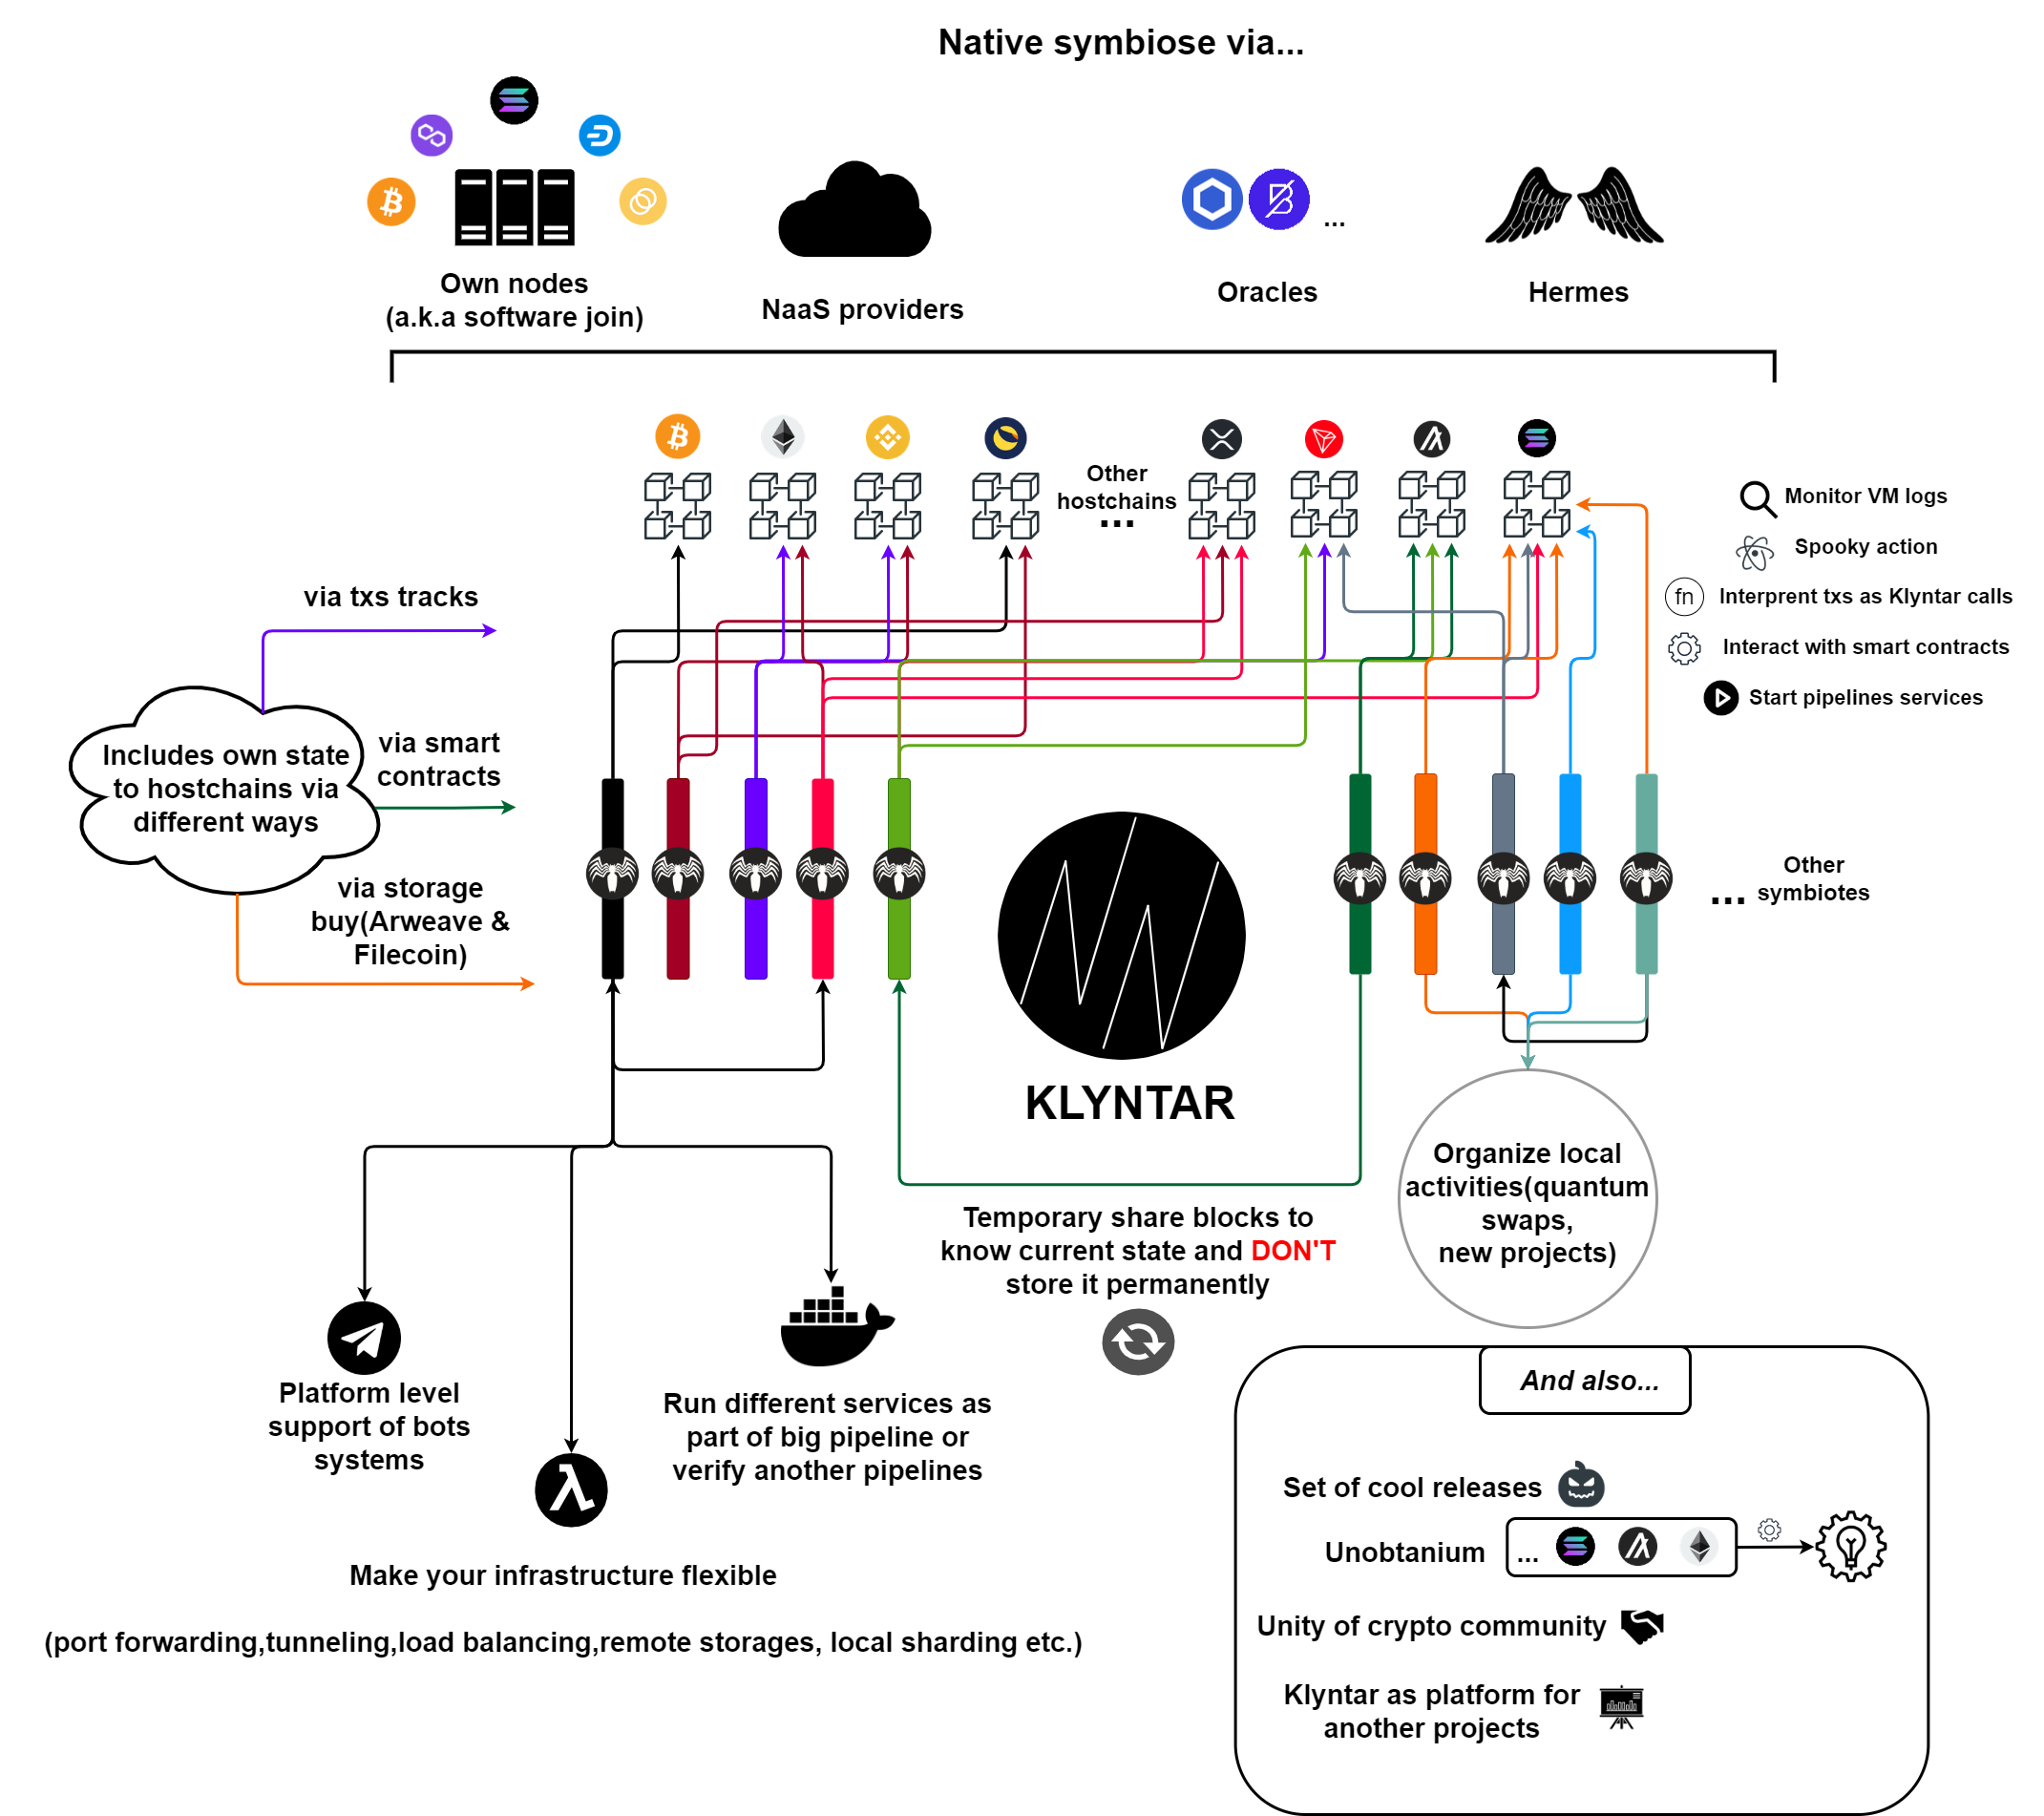 Native symbiose via...
Own nodes
(a.k.a software join)
NaaS providers
...
Oracles
Hermes
Other
hostchains
...
Monitor VM logs
Spooky action
fn
Interprent txs as Klyntar calls
Interact with smart contracts
Start pipelines services
via txs tracks
Includes own state
to hostchains via
different ways
via smart
contracts
via storage
buy(Arweave &
Filecoin)
...
Other
symbiotes
KLYNTAR
Organize local
activities(quantum
swaps,
new projects)
Temporary share blocks to
know current state and DON'T
store it permanently
Platform level
support of bots
systems
Run different services as
part of big pipeline or
verify another pipelines
Make your infrastructure flexible
(port forwarding,tunneling,load balancing,remote storages, local sharding etc.)
And also...
Set of cool releases
Unobtanium
...
Unity of crypto community
Klyntar as platform for
another projects